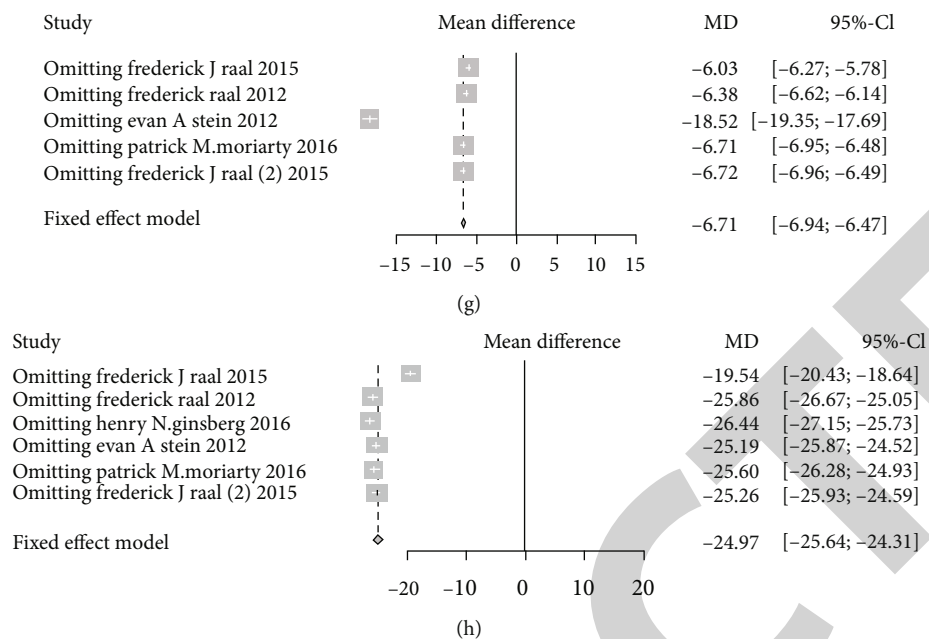 Study Mean difference MD 95%-Cl
Omitting frederick J raal 2015 –6.03 [–6.27; –5.78]
Omitting frederick raal 2012 –6.38 [–6.62; –6.14]
Omitting evan A stein 2012 –18.52 [–19.35; –17.69]
Omitting patrick M.moriarty 2016 –6.71 [–6.95; –6.48]
Omitting frederick J raal (2) 2015 –6.72 [–6.96; –6.49]
Fixed effect model –6.71 [–6.94; –6.47]
–15 –10 –5 0 5 10 15
(g)
Study Mean difference MD 95%-Cl
Omitting frederick J raal 2015 –19.54 [–20.43; –18.64]
Omitting frederick raal 2012 –25.86 [–26.67; –25.05]
Omitting henry N.ginsberg 2016 –26.44 [–27.15; –25.73]
Omitting evan A stein 2012 –25.19 [–25.87; –24.52]
Omitting patrick M.moriarty 2016 –25.60 [–26.28; –24.93]
Omitting frederick J raal (2) 2015 –25.26 [–25.93; –24.59]
Fixed effect model –24.97 [–25.64; –24.31]
–20 –10 0 10 20
(h)